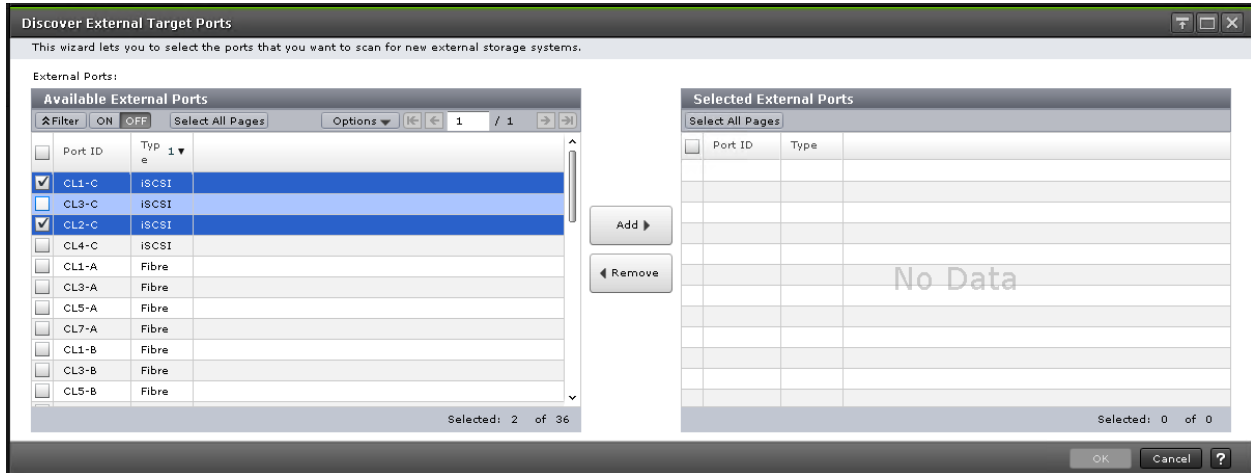 Discover External Target Ports
This wizard lets you to select the ports that you want to scan for new external storage systems.
External Ports:
Available External Ports
Filter ON OFF Select All Pages Options 1 / 1
Port ID Typ 1
e
CL1-C iSCSI
CL3-C iSCSI
CL2-C iSCSI
CL4-C iSCSI
CL1-A Fibre
CL3-A Fibre
CL5-A Fibre
CL7-A Fibre
CL1-B Fibre
CL3-B Fibre
CL5-B Fibre
Selected: 2 of 36
Add
Remove
Selected External Ports
Select All Pages
Port ID Type
No Data
Selected: 0 of 0
OK Cancel ?